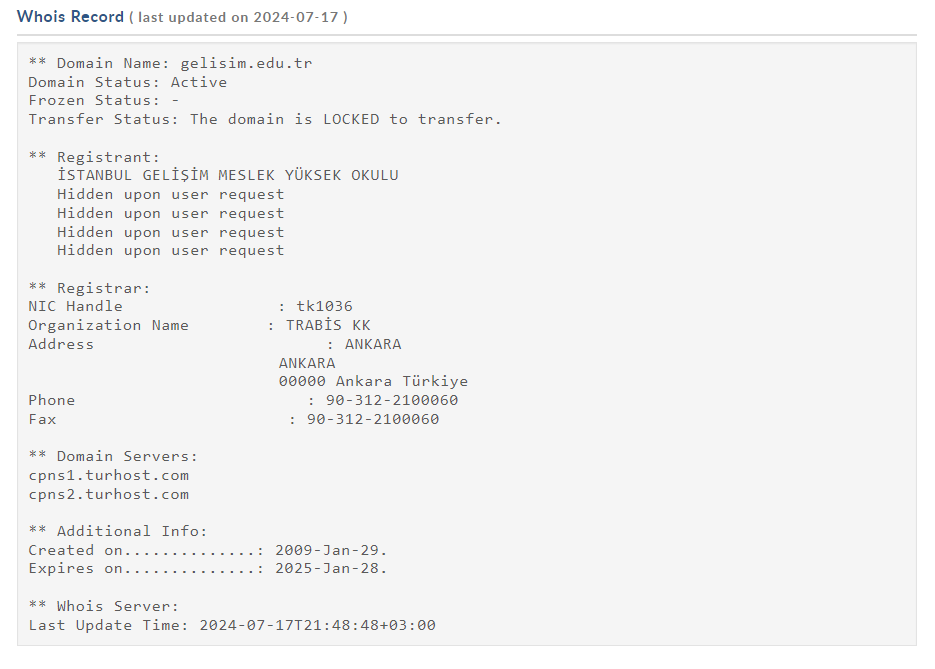 Whois Record ( last updated on 2024-07-17 )
** Domain Name: gelisim.edu.tr
Domain Status: Active
Frozen Status: -
Transfer Status: The domain is LOCKED to transfer.
** Registrant:
İSTANBUL GELİŞİM MESLEK YÜKSEK OKULU
Hidden upon user request
Hidden upon user request
Hidden upon user request
Hidden upon user request
** Registrar:
NIC Handle : tk1036
Organization Name : TRABİS KK
Address : ANKARA
ANKARA
00000 Ankara Türkiye
Phone : 90-312-2100060
Fax : 90-312-2100060
** Domain Servers:
cpns1.turhost.com
cpns2.turhost.com
** Additional Info:
Created on..............: 2009-Jan-29.
Expires on..............: 2025-Jan-28.
** Whois Server:
Last Update Time: 2024-07-17T21:48:48+03:00